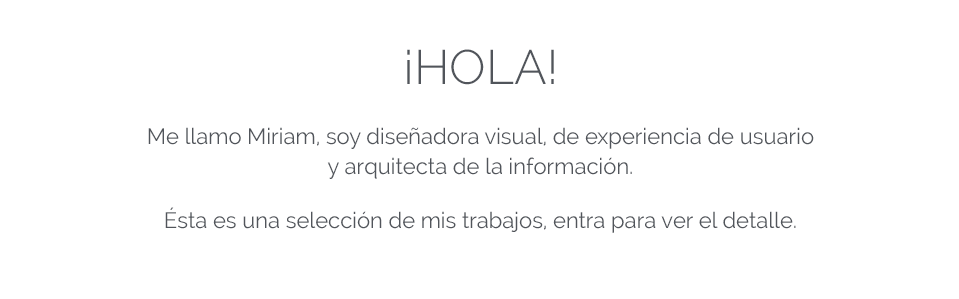 ¡HOLA!
Me llamo Miriam, soy diseñadora visual, de experiencia de usuario
y arquitecta de la información.
Ésta es una selección de mis trabajos, entra para ver el detalle.